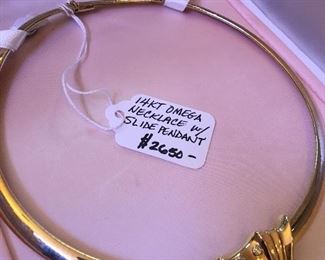 14KT OMEGA
NECKLACE W/
SLIDE PENDANT
$2650-